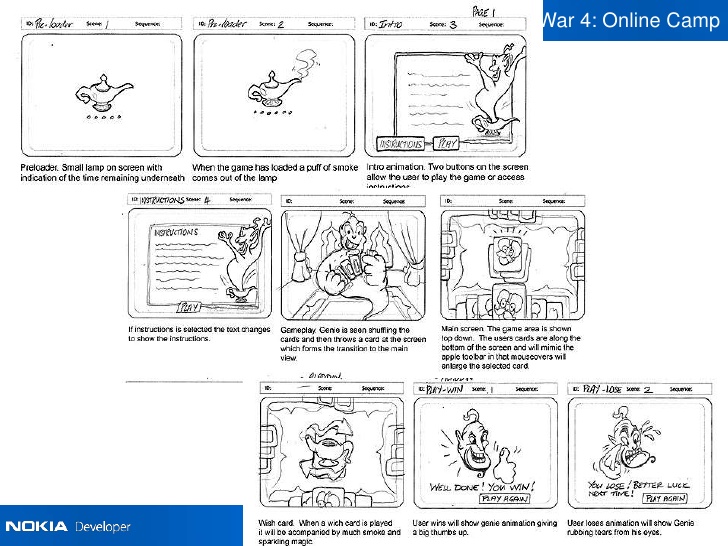 War 4: Online Camp
PAGE 1
ID: Pre-loader Scene: 1 Sequence:
ID: Pre-loader Scene: 2 Sequence:
ID: Intro Scene: 3 Sequence:
INSTRUCTIONS PLAY
Preloader. Small lamp on screen with
indication of the time remaining underneath
When the game has loaded a puff of smoke
comes out of the lamp
Intro animation. Two buttons on the screen
allow the user to play the game or access
instructions
ID: INSTRUCTIONS Scene: 4 Sequence:
ID: Scene: Sequence:
ID: Scene: Sequence:
INSTRUCTIONS
PLAY
If instructions is selected the text changes
to show the instructions.
Gameplay. Genie is seen shuffling the
cards and then throws a card at the screen
which forms the transition to the main
view.
Main screen. The game area is shown
top down. The users cards are along the
bottom of the screen and will mimic the
apple toolbar in that mouseovers will
enlarge the selected card.
ID: Scene: Sequence:
ID: PLAY-WIN Scene: 1 Sequence:
ID: PLAY-LOSE Scene: 2 Sequence:
WELL DONE! YOU WIN!
PLAY AGAIN
YOU LOSE! BETTER LUCK
NEXT TIME! PLAY AGAIN
Wish card. When a wich card is played
it will be acompanied by much smoke and
sparkling magic
User wins will show genie animation giving
a big thumbs up.
User loses animation will show Genie
rubbing tears from his eyes.
NOKIA Developer